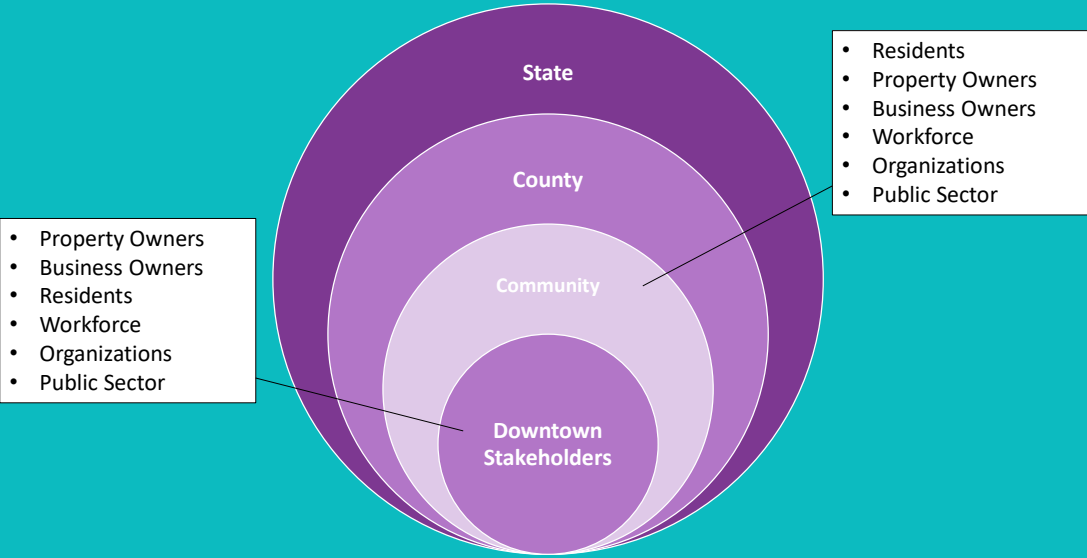 State
County
Community
Downtown
Stakeholders
• Property Owners
• Business Owners
• Residents
• Workforce
• Organizations
• Public Sector
• Residents
• Property Owners
• Business Owners
• Workforce
• Organizations
• Public Sector